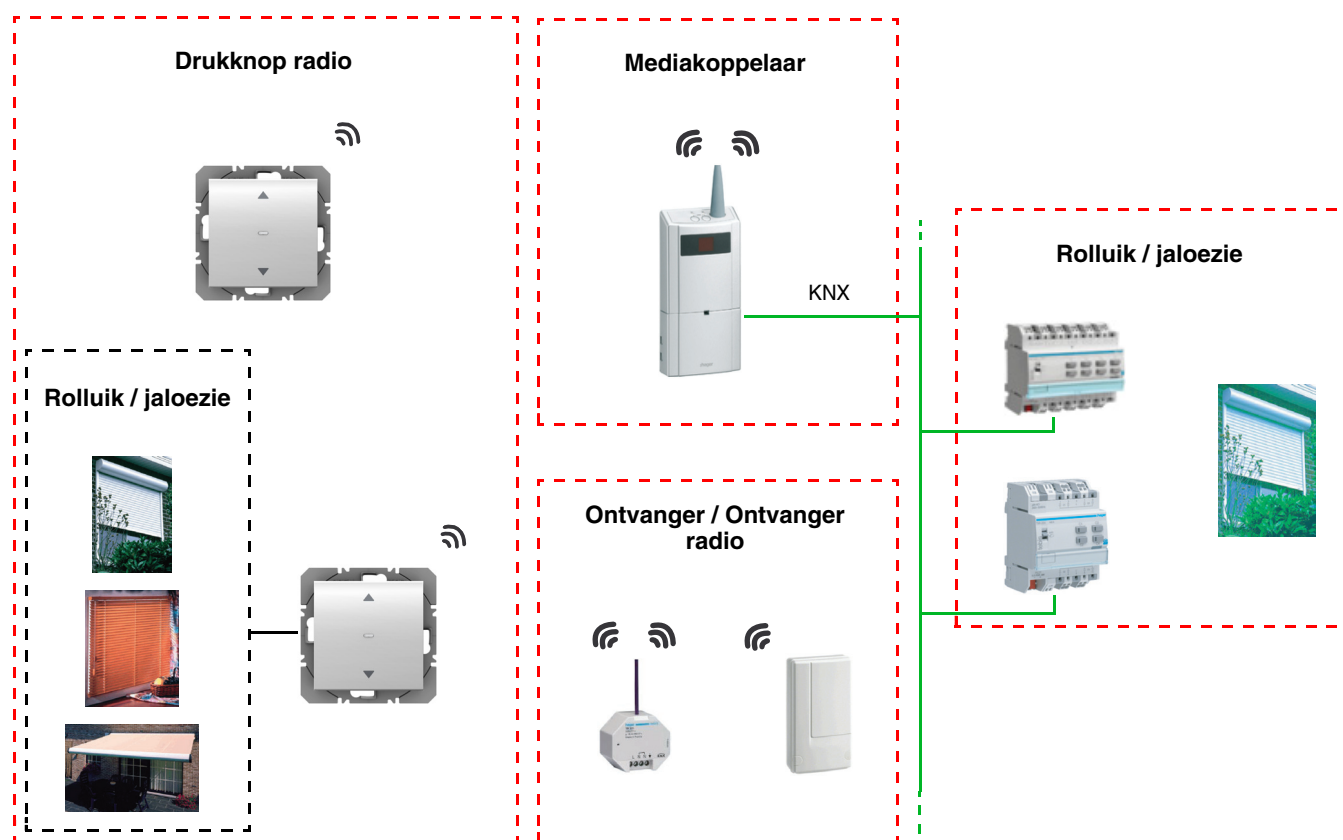 Drukknop radio
Mediakoppelaar
Rolluik / jaloezie
KNX
Rolluik / jaloezie
Ontvanger / Ontvanger
radio